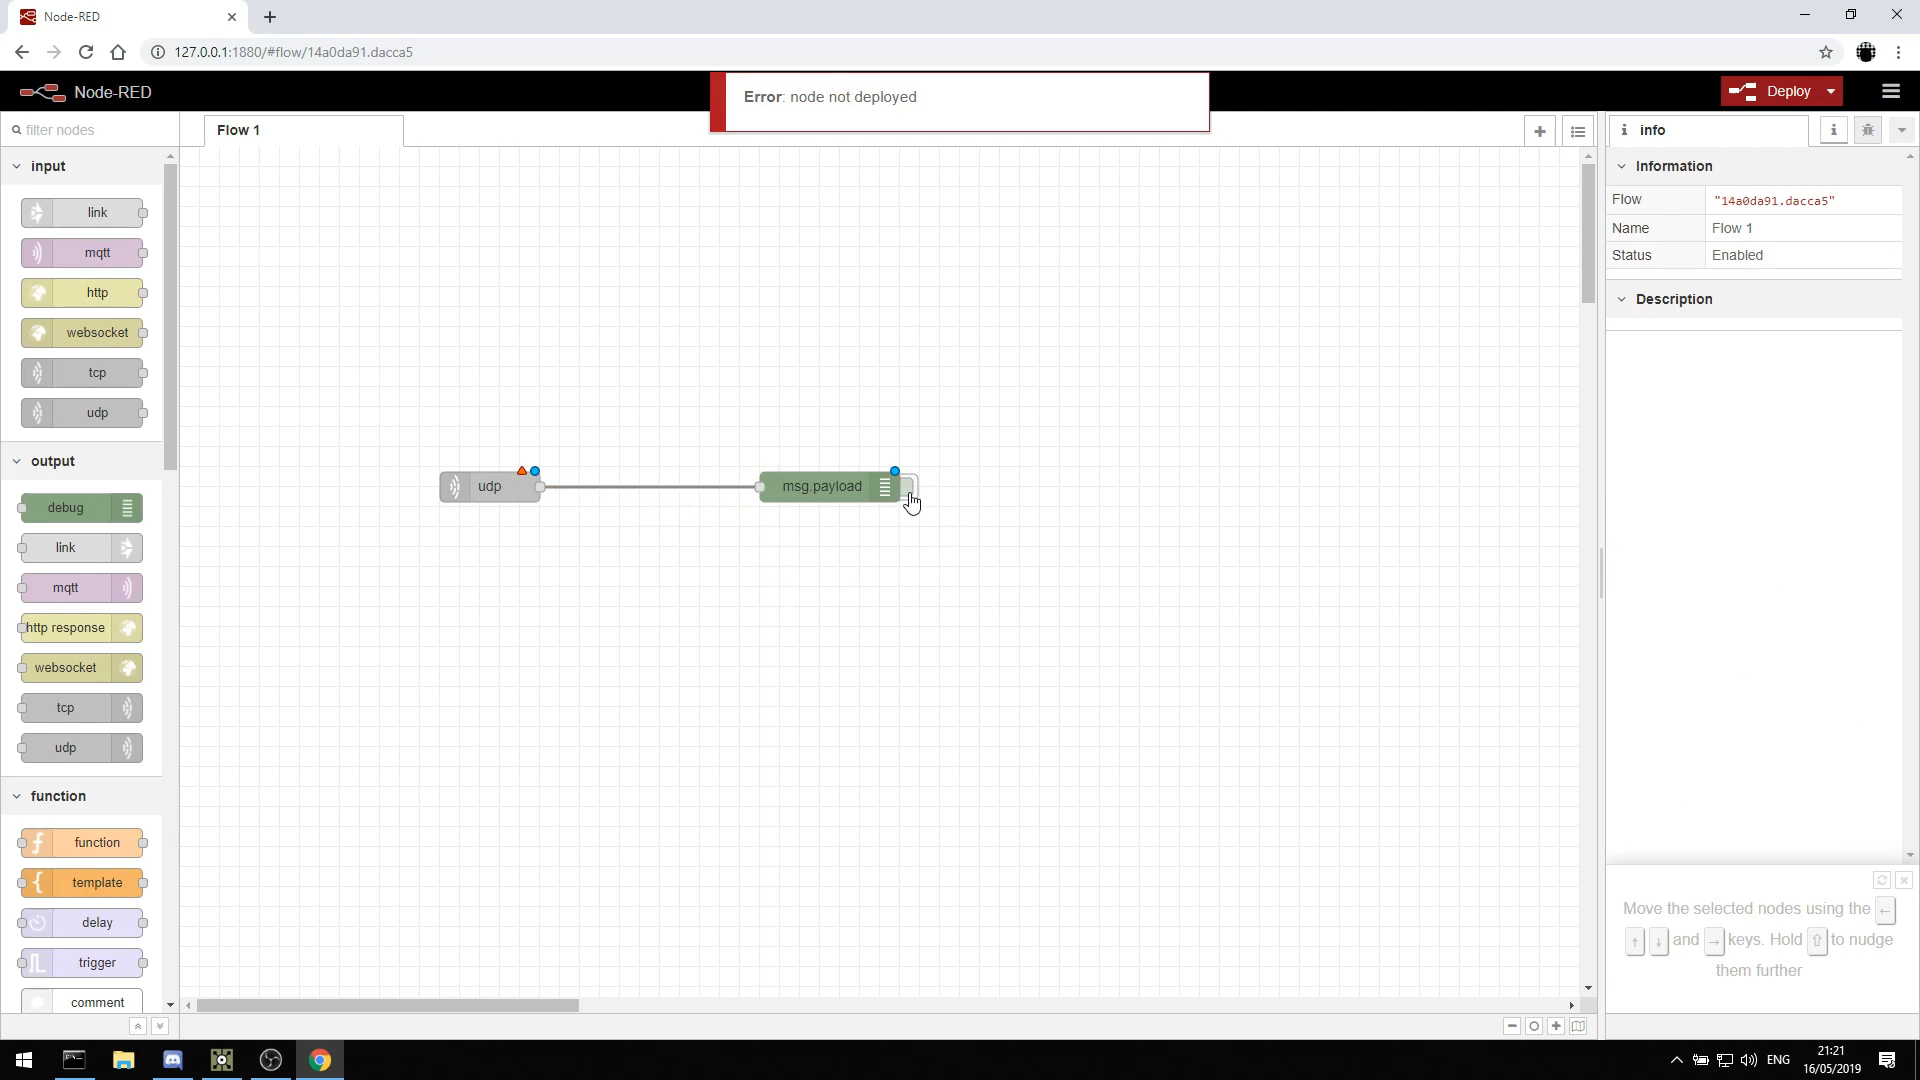 Node-RED
127.0.0.1:1880/#flow/14a0da91.dacca5
Node-RED
Error: node not deployed
Deploy
filter nodes
Flow 1
info
input
link
mqtt
http
websocket
tcp
udp
output
debug
link
mqtt
http response
websocket
tcp
udp
function
function
template
delay
trigger
comment
udp
msg.payload
Information
Flow "14a0da91.dacca5"
Name Flow 1
Status Enabled
Description
Move the selected nodes using the ←
↑ ↓ and → keys. Hold ⇧ to nudge
them further
ENG
21:21
16/05/2019